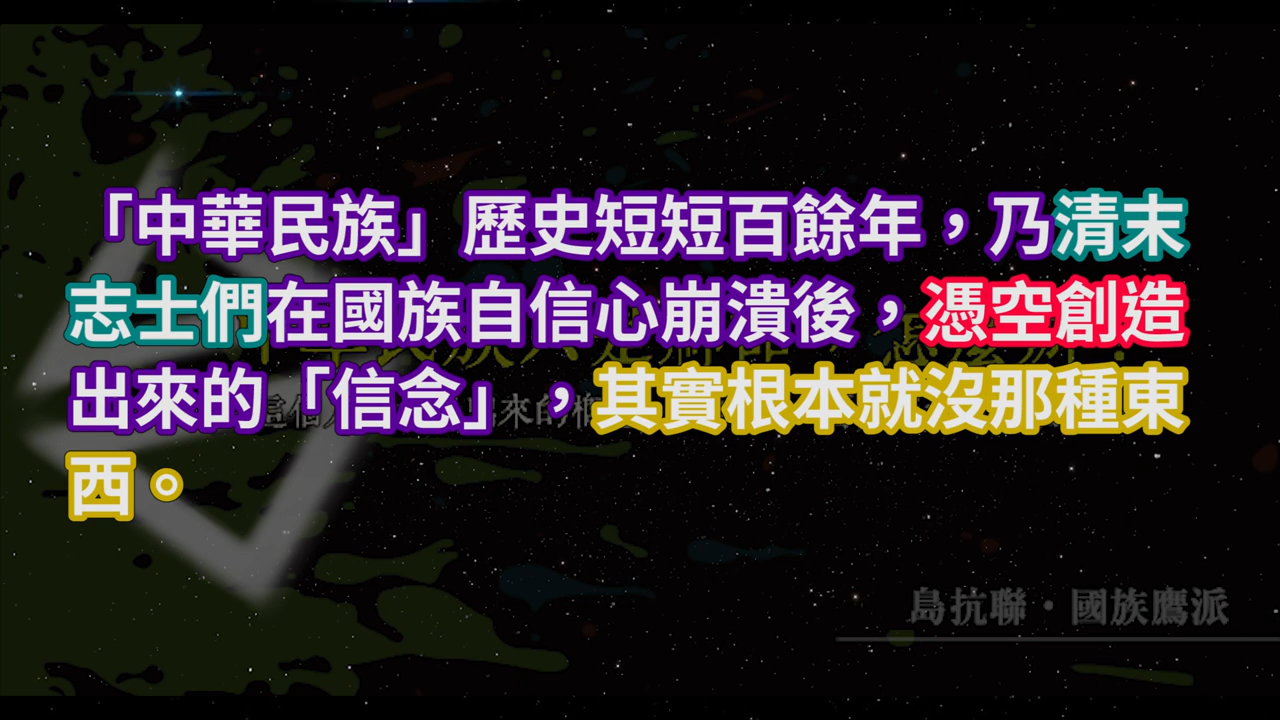 「中華民族」歷史短短百餘年，乃清末
志士們在國族自信心崩潰後，憑空創造
出來的「信念」，其實根本就沒那種東
西。
島抗聯・國族鷹派